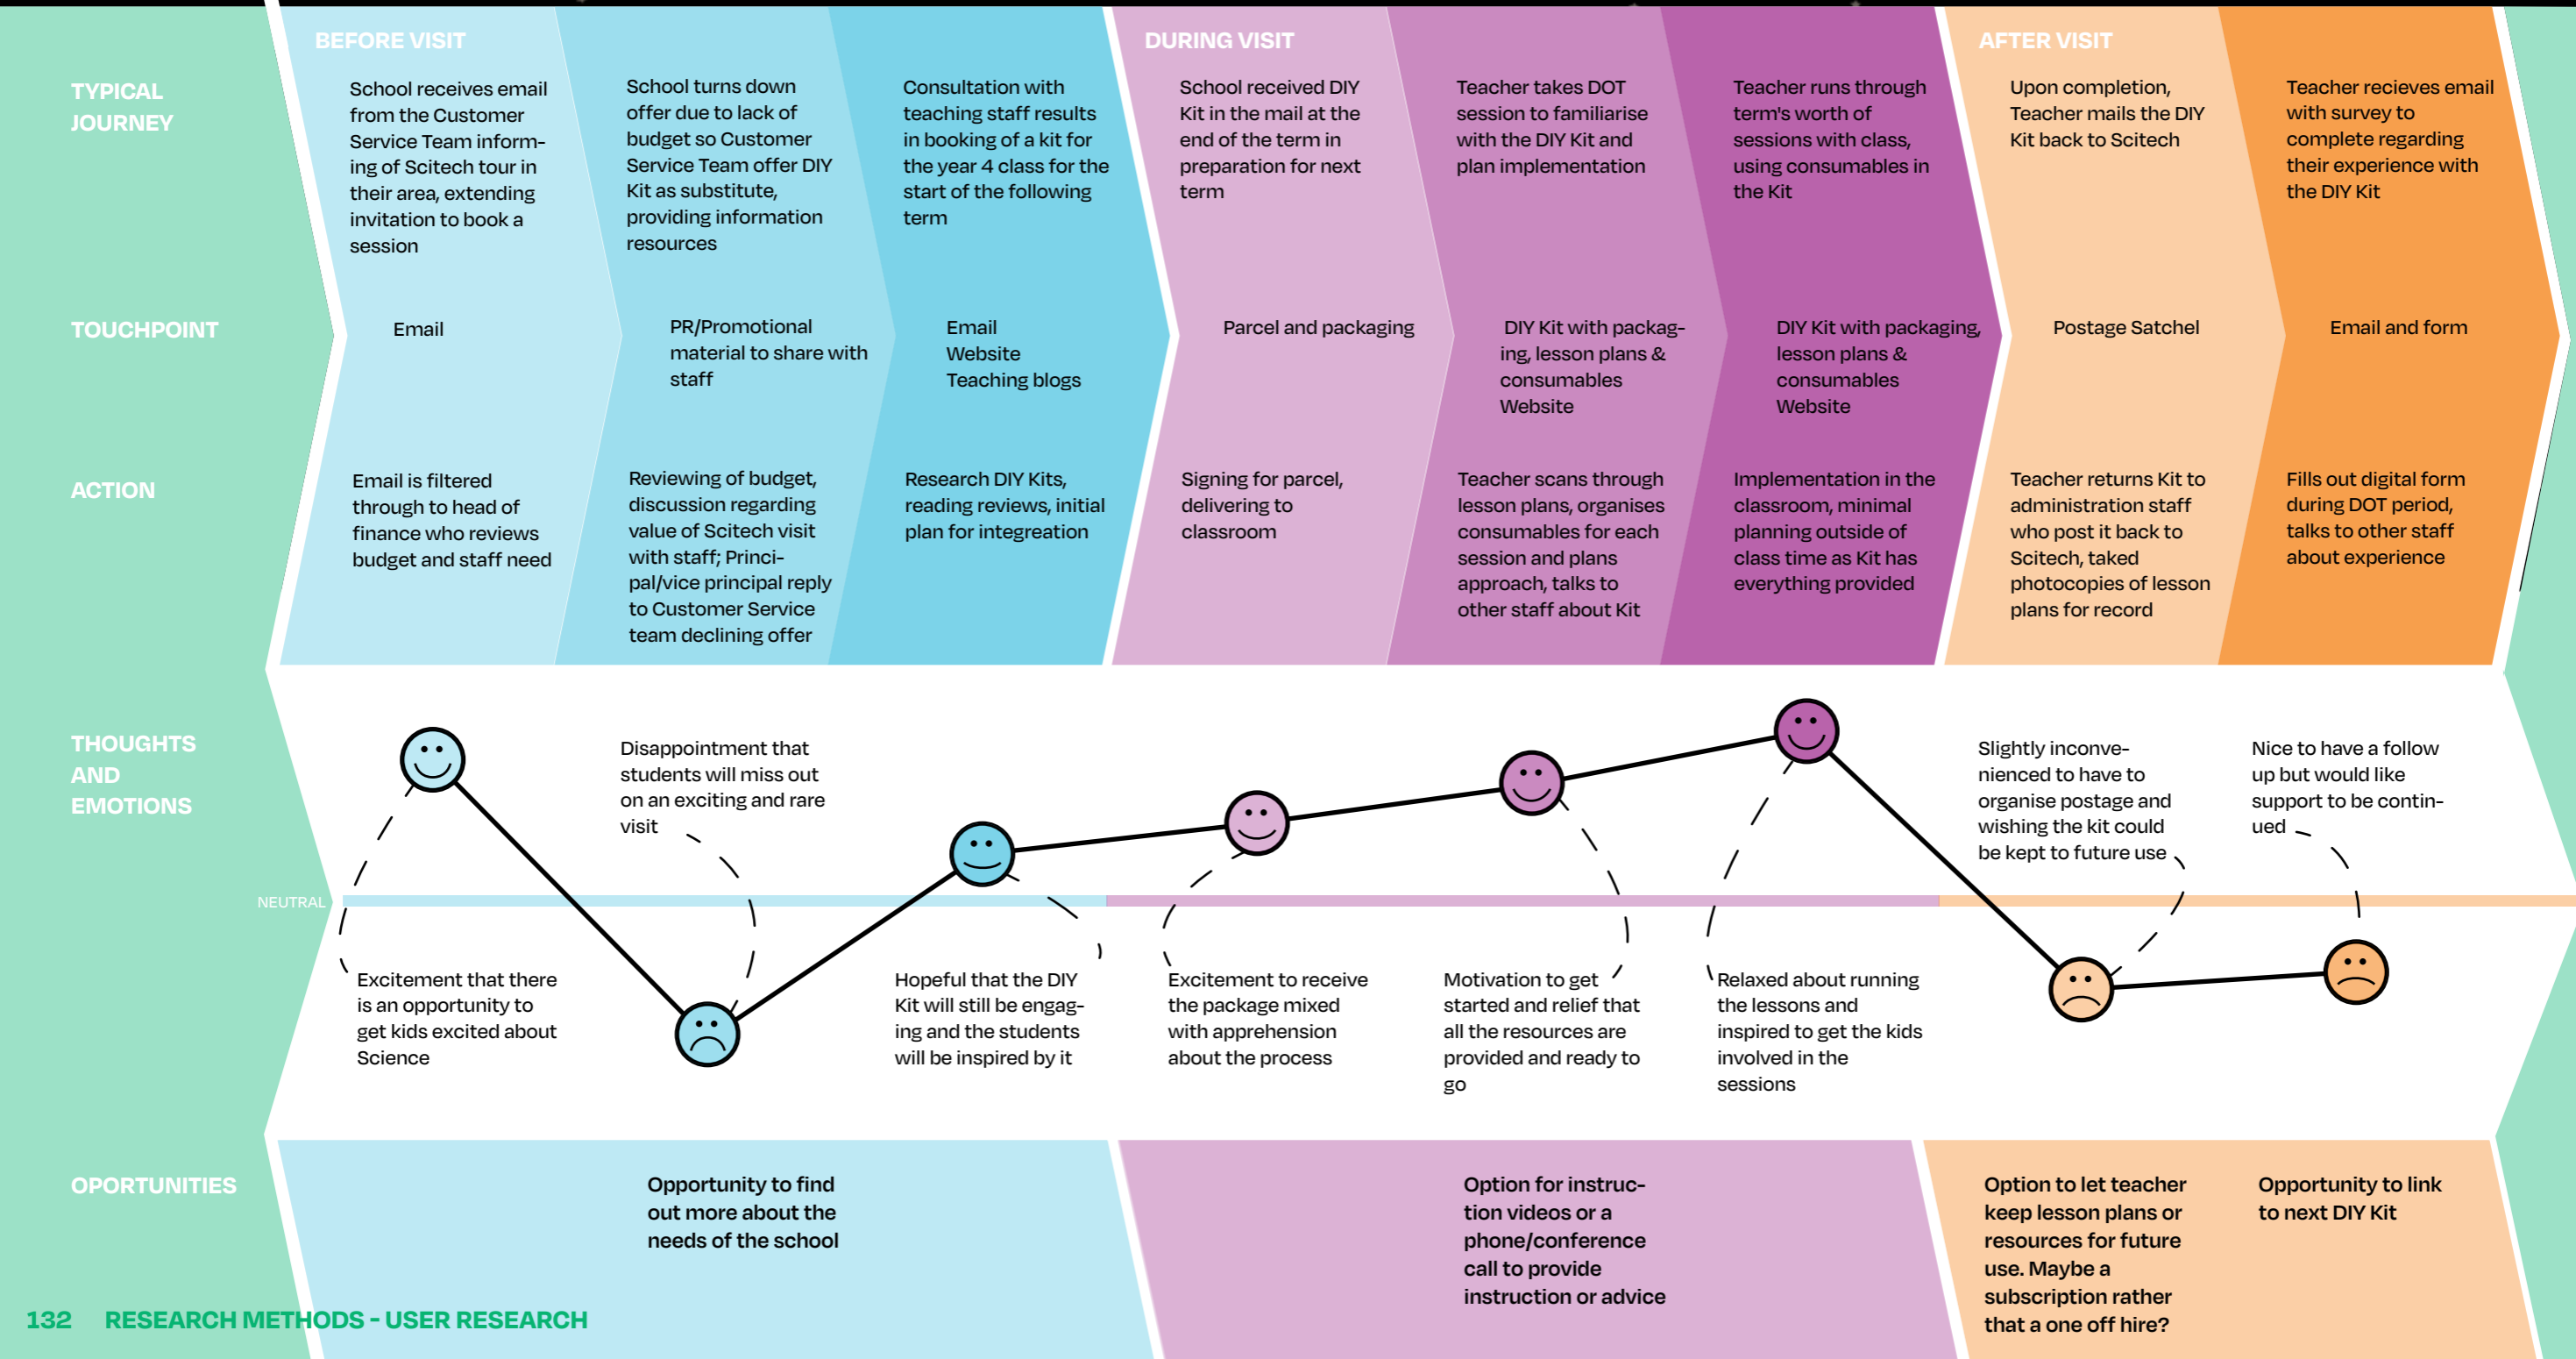 BEFORE VISIT
DURING VISIT
AFTER VISIT
TYPICAL
JOURNEY
School receives email
from the Customer
Service Team inform-
ing of Scitech tour in
their area, extending
invitation to book a
session
School turns down
offer due to lack of
budget so Customer
Service Team offer DIY
Kit as substitute,
providing information
resources
Consultation with
teaching staff results
in booking of a kit for
the year 4 class for the
start of the following
term
School received DIY
Kit in the mail at the
end of the term in
preparation for next
term
Teacher takes DOT
session to familiarise
with the DIY Kit and
plan implementation
Teacher runs through
term's worth of
sessions with class,
using consumables in
the Kit
Upon completion,
Teacher mails the DIY
Kit back to Scitech
Teacher recieves email
with survey to
complete regarding
their experience with
the DIY Kit
TOUCHPOINT
Email
PR/Promotional
material to share with
staff
Email
Website
Teaching blogs
Parcel and packaging
DIY Kit with packag-
ing, lesson plans &
consumables
Website
DIY Kit with packaging,
lesson plans &
consumables
Website
Postage Satchel
Email and form
ACTION
Email is filtered
through to head of
finance who reviews
budget and staff need
Reviewing of budget,
discussion regarding
value of Scitech visit
with staff; Princi-
pal/vice principal reply
to Customer Service
team declining offer
Research DIY Kits,
reading reviews, initial
plan for integreation
Signing for parcel,
delivering to
classroom
Teacher scans through
lesson plans, organises
consumables for each
session and plans
approach, talks to
other staff about Kit
Implementation in the
classroom, minimal
planning outside of
class time as Kit has
everything provided
Teacher returns Kit to
administration staff
who post it back to
Scitech, taked
photocopies of lesson
plans for record
Fills out digital form
during DOT period,
talks to other staff
about experience
THOUGHTS
AND
EMOTIONS
NEUTRAL
Excitement that there
is an opportunity to
get kids excited about
Science
Disappointment that
students will miss out
on an exciting and rare
visit
Hopeful that the DIY
Kit will still be engag-
ing and the students
will be inspired by it
Excitement to receive
the package mixed
with apprehension
about the process
Motivation to get
started and relief that
all the resources are
provided and ready to
go
Relaxed about running
the lessons and
inspired to get the kids
involved in the
sessions
Slightly inconve-
nienced to have to
organise postage and
wishing the kit could
be kept to future use
Nice to have a follow
up but would like
support to be contin-
ued
OPORTUNITIES
Opportunity to find
out more about the
needs of the school
Option for instruc-
tion videos or a
phone/conference
call to provide
instruction or advice
Option to let teacher
keep lesson plans or
resources for future
use. Maybe a
subscription rather
that a one off hire?
Opportunity to link
to next DIY Kit
132 RESEARCH METHODS - USER RESEARCH